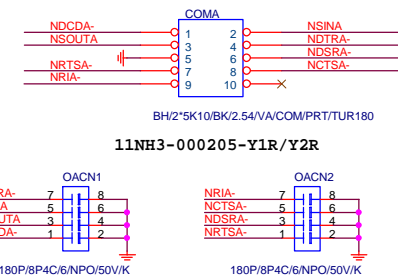 COMA
NDCDA- 1 2 NSINA
NSOUTA 3 4 NDTRA-
5 6 NDSRA-
NRTSA- 7 8 NCTSA-
NRIA- 9 10
BH/2*5K10/BK/2.54/VA/COM/PRT/TUR180
11NH3-000205-Y1R/Y2R
OACN1 OACN2
RA- 7 8 NRIA- 7 8
A 5 6 NCTSA- 5 6
UTA 3 4 NDSRA- 3 4
DA- 1 2 NRTSA- 1 2
180P/8P4C/6/NPO/50V/K 180P/8P4C/6/NPO/50V/K